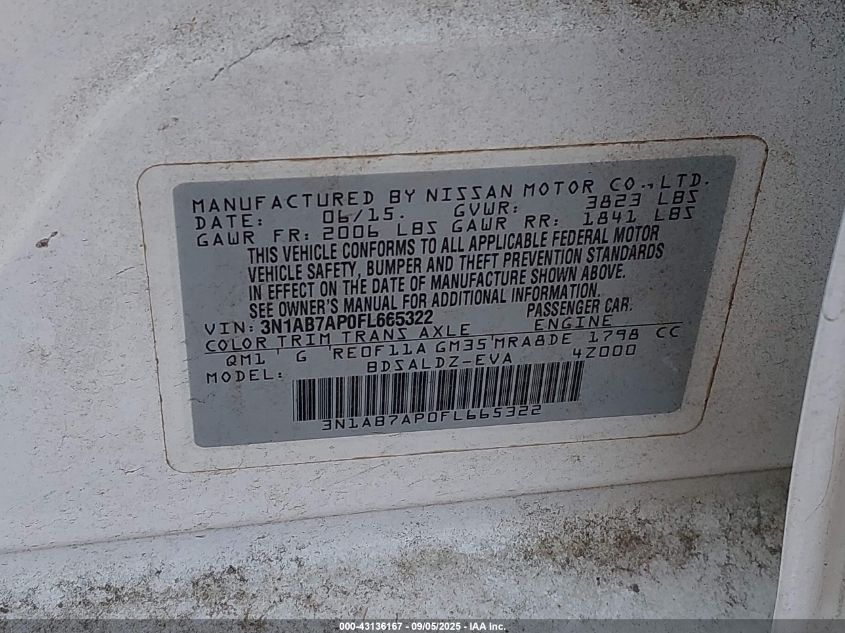 MANUFACTURED BY NISSAN MOTOR CO., LTD.
DATE: 06/15. GVWR: 3823 LBS
GAWR FR: 2006 LBS GAWR RR: 1841 LBS
THIS VEHICLE CONFORMS TO ALL APPLICABLE FEDERAL MOTOR
VEHICLE SAFETY, BUMPER AND THEFT PREVENTION STANDARDS
IN EFFECT ON THE DATE OF MANUFACTURE SHOWN ABOVE.
SEE OWNER'S MANUAL FOR ADDITIONAL INFORMATION.
VIN: 3N1AB7AP0FL665322 PASSENGER CAR.
COLOR TRIM TRANS AXLE ENGINE
QM1 G RE0F11A GM35 MRA8DE 1798 CC
MODEL: BDSALDZ-EVA 4Z000
3N1AB7AP0FL665322
000-43136167 - 09/05/2025 - IAA Inc.